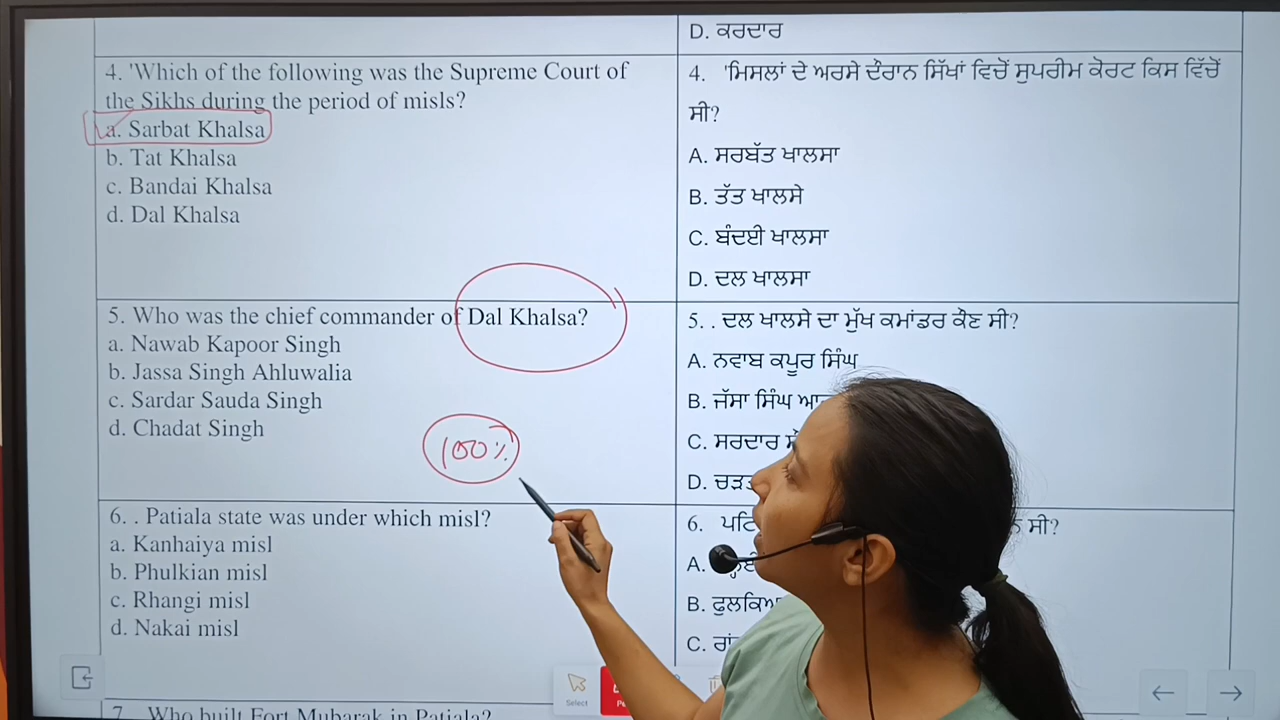 D. ਕਰਦਾਰ
4. 'Which of the following was the Supreme Court of
the Sikhs during the period of misls?
a. Sarbat Khalsa
b. Tat Khalsa
c. Bandai Khalsa
d. Dal Khalsa
4. 'ਮਿਸਲਾਂ ਦੇ ਅਰਸੇ ਦੌਰਾਨ ਸਿੱਖਾਂ ਵਿਚੋਂ ਸੁਪਰੀਮ ਕੋਰਟ ਕਿਸ ਵਿੱਚੋਂ
ਸੀ?
A. ਸਰਬੱਤ ਖਾਲਸਾ
B. ਤੱਤ ਖਾਲਸੇ
C. ਬੰਦਈ ਖਾਲਸਾ
D. ਦਲ ਖਾਲਸਾ
5. Who was the chief commander of Dal Khalsa?
a. Nawab Kapoor Singh
b. Jassa Singh Ahluwalia
c. Sardar Sauda Singh
d. Chadat Singh
100%
5. . ਦਲ ਖਾਲਸੇ ਦਾ ਮੁੱਖ ਕਮਾਂਡਰ ਕੌਣ ਸੀ?
A. ਨਵਾਬ ਕਪੂਰ ਸਿੰਘ
B. ਜੱਸਾ ਸਿੰਘ
C. ਸਰਦਾਰ
D.
6. . Patiala state was under which misl?
a. Kanhaiya misl
b. Phulkian misl
c. Rhangi misl
d. Nakai misl
6. ਸੀ?
A.
B.
C.
7. Who built Fort Mubarak in Patiala?
Select